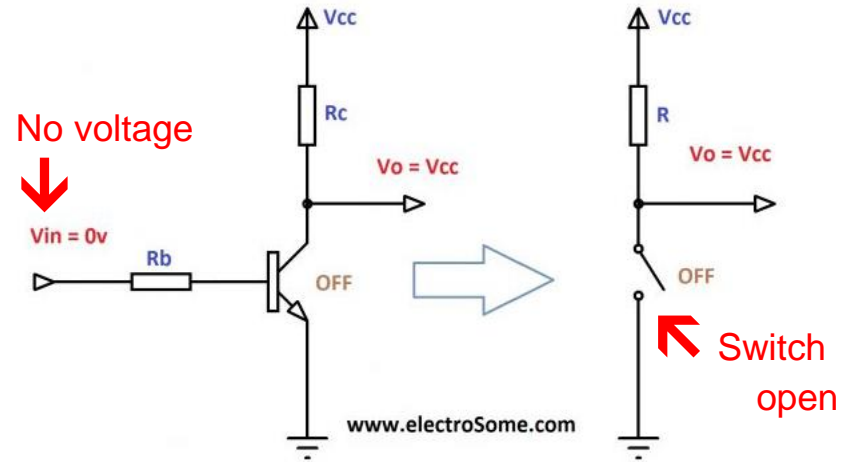 Vcc
Vcc
No voltage
Rc
R
Vo = Vcc
Vo = Vcc
Vin = 0v
Rb
OFF
OFF
Switch
open
www.electroSome.com